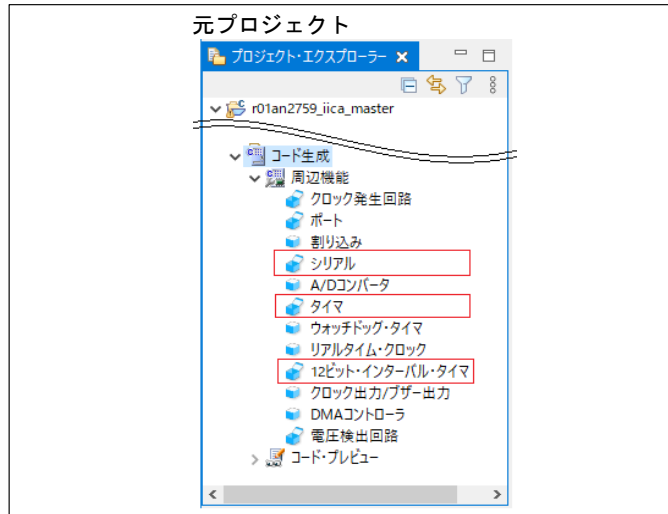 元プロジェクト
プロジェクト・エクスプローラー
r01an2759_iica_master
コード生成
周辺機能
クロック発生回路
ポート
割り込み
シリアル
A/Dコンバータ
タイマ
ウォッチドッグ・タイマ
リアルタイム・クロック
12ビット・インターバル・タイマ
クロック出力/ブザー出力
DMAコントローラ
電圧検出回路
コード・プレビュー